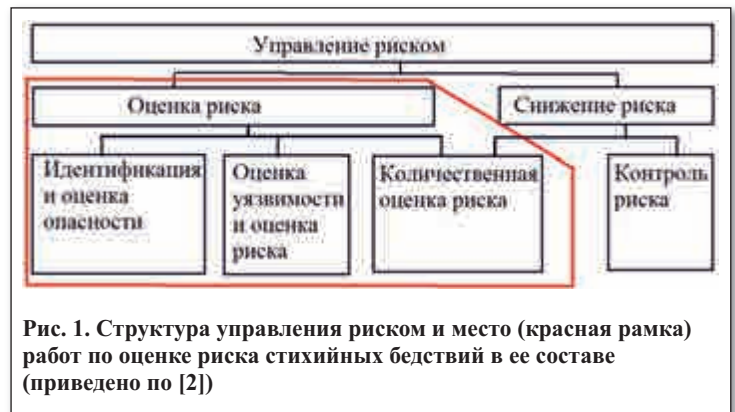 Управление риском
Оценка риска
Снижение риска
Идентификация
и оценка
опасности
Оценка
уязвимости
и оценка
риска
Количественная
оценка риска
Контроль
риска
Рис. 1. Структура управления риском и место (красная рамка)
работ по оценке риска стихийных бедствий в ее составе
(приведено по [2])